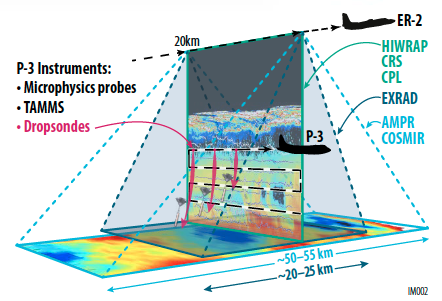 ER-2
20km
HIWRAP
CRS
CPL
P-3 Instruments:
• Microphysics probes
• TAMMS
• Dropsondes
EXRAD
AMPR
COSMIR
P-3
~50–55 km
~20–25 km
IM002